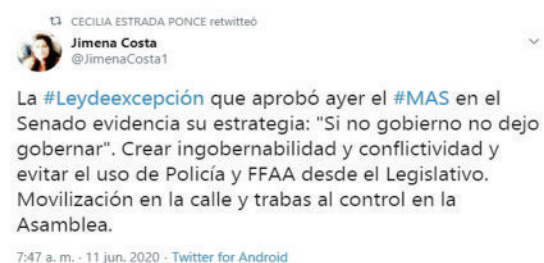 CECILIA ESTRADA PONCE retwitteó
Jimena Costa
@JimenaCosta1
La #Leydeexcepción que aprobó ayer el #MAS en el
Senado evidencia su estrategia: "Si no gobierno no dejo
gobernar". Crear ingobernabilidad y conflictividad y
evitar el uso de Policía y FFAA desde el Legislativo.
Movilización en la calle y trabas al control en la
Asamblea.
7:47 a. m. · 11 jun. 2020 · Twitter for Android